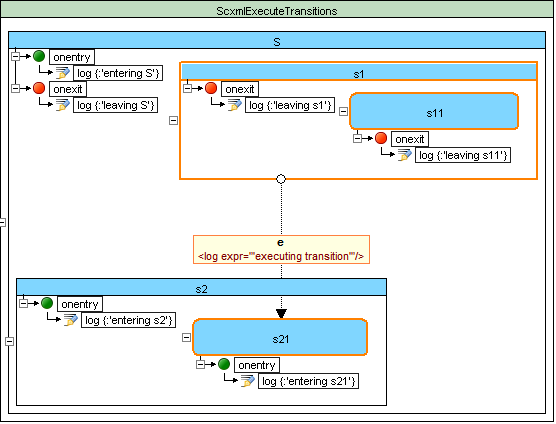 ScxmlExecuteTransitions
S
onentry
log {:'entering S'}
onexit
log {:'leaving S'}
s1
onexit
log {:'leaving s1'}
s11
onexit
log {:'leaving s11'}
e
<log expr="'executing transition'"/>
s2
onentry
log {:'entering s2'}
s21
onentry
log {:'entering s21'}